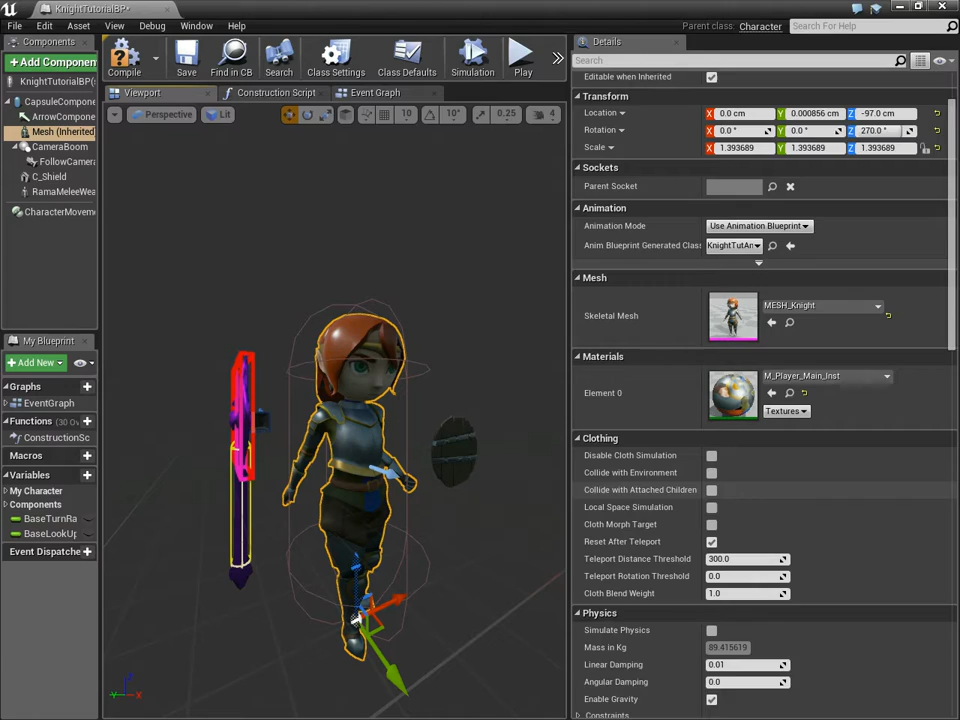 KnightTutorialBP*
File Edit Asset View Debug Window Help
Parent class: Character
Search For Help
Components
+ Add Component
KnightTutorialBP(
CapsuleCompone
ArrowCompone
Mesh (Inherited)
CameraBoom
FollowCamera
C_Shield
RamaMeleeWea
CharacterMoveme
My Blueprint
+ Add New
Graphs
EventGraph
Functions (30 Ov
ConstructionSc
Macros
Variables
My Character
Components
BaseTurnRa
BaseLookUp
Event Dispatche
Compile
Save
Find in CB
Search
Class Settings
Class Defaults
Simulation
Play
Viewport
Construction Script
Event Graph
Perspective
Lit
10
10°
0.25
4
Details
Search
Editable when Inherited
Transform
Location X 0.0 cm Y 0.000856 cm Z -97.0 cm
Rotation X 0.0 ° Y 0.0 ° Z 270.0 °
Scale X 1.393689 Y 1.393689 Z 1.393689
Sockets
Parent Socket
Animation
Animation Mode Use Animation Blueprint
Anim Blueprint Generated Class KnightTutAn
Mesh
Skeletal Mesh MESH_Knight
Materials
Element 0 M_Player_Main_Inst
Textures
Clothing
Disable Cloth Simulation
Collide with Environment
Collide with Attached Children
Local Space Simulation
Cloth Morph Target
Reset After Teleport
Teleport Distance Threshold 300.0
Teleport Rotation Threshold 0.0
Cloth Blend Weight 1.0
Physics
Simulate Physics
Mass in Kg 89.415619
Linear Damping 0.01
Angular Damping 0.0
Enable Gravity
Constraints
Z
Y X